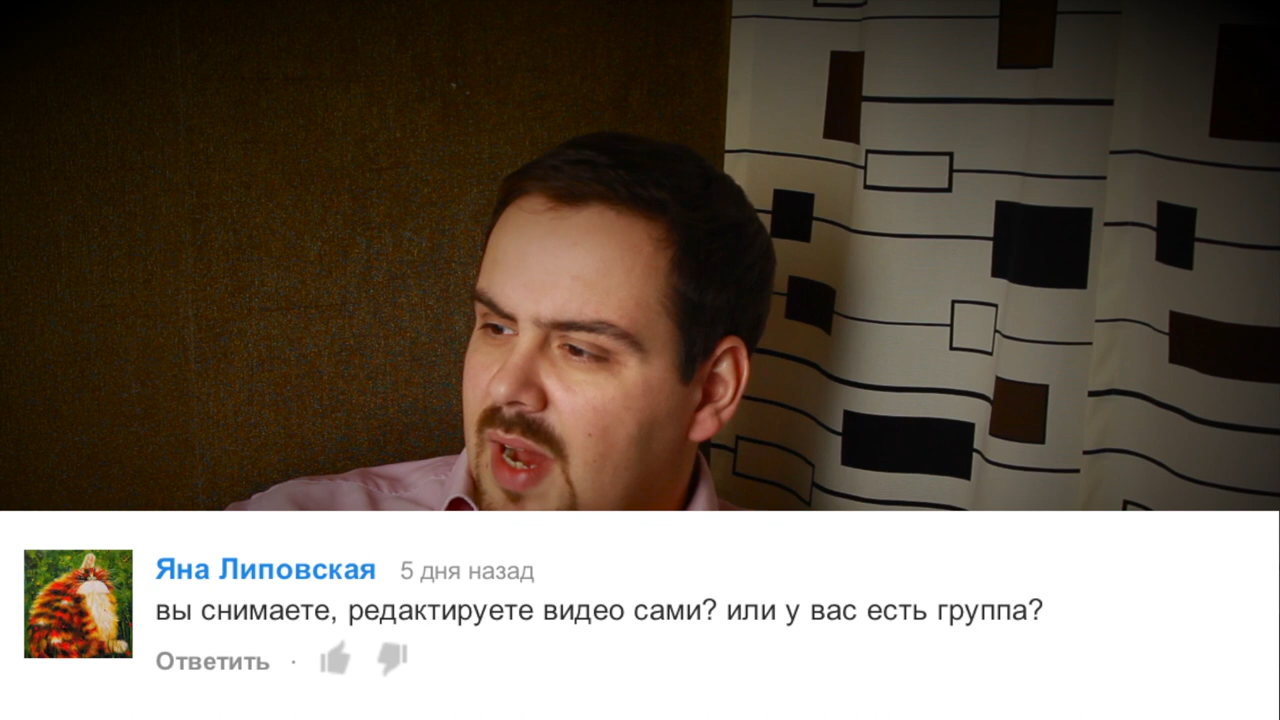 Яна Липовская 5 дня назад
вы снимаете, редактируете видео сами? или у вас есть группа?
Ответить ·